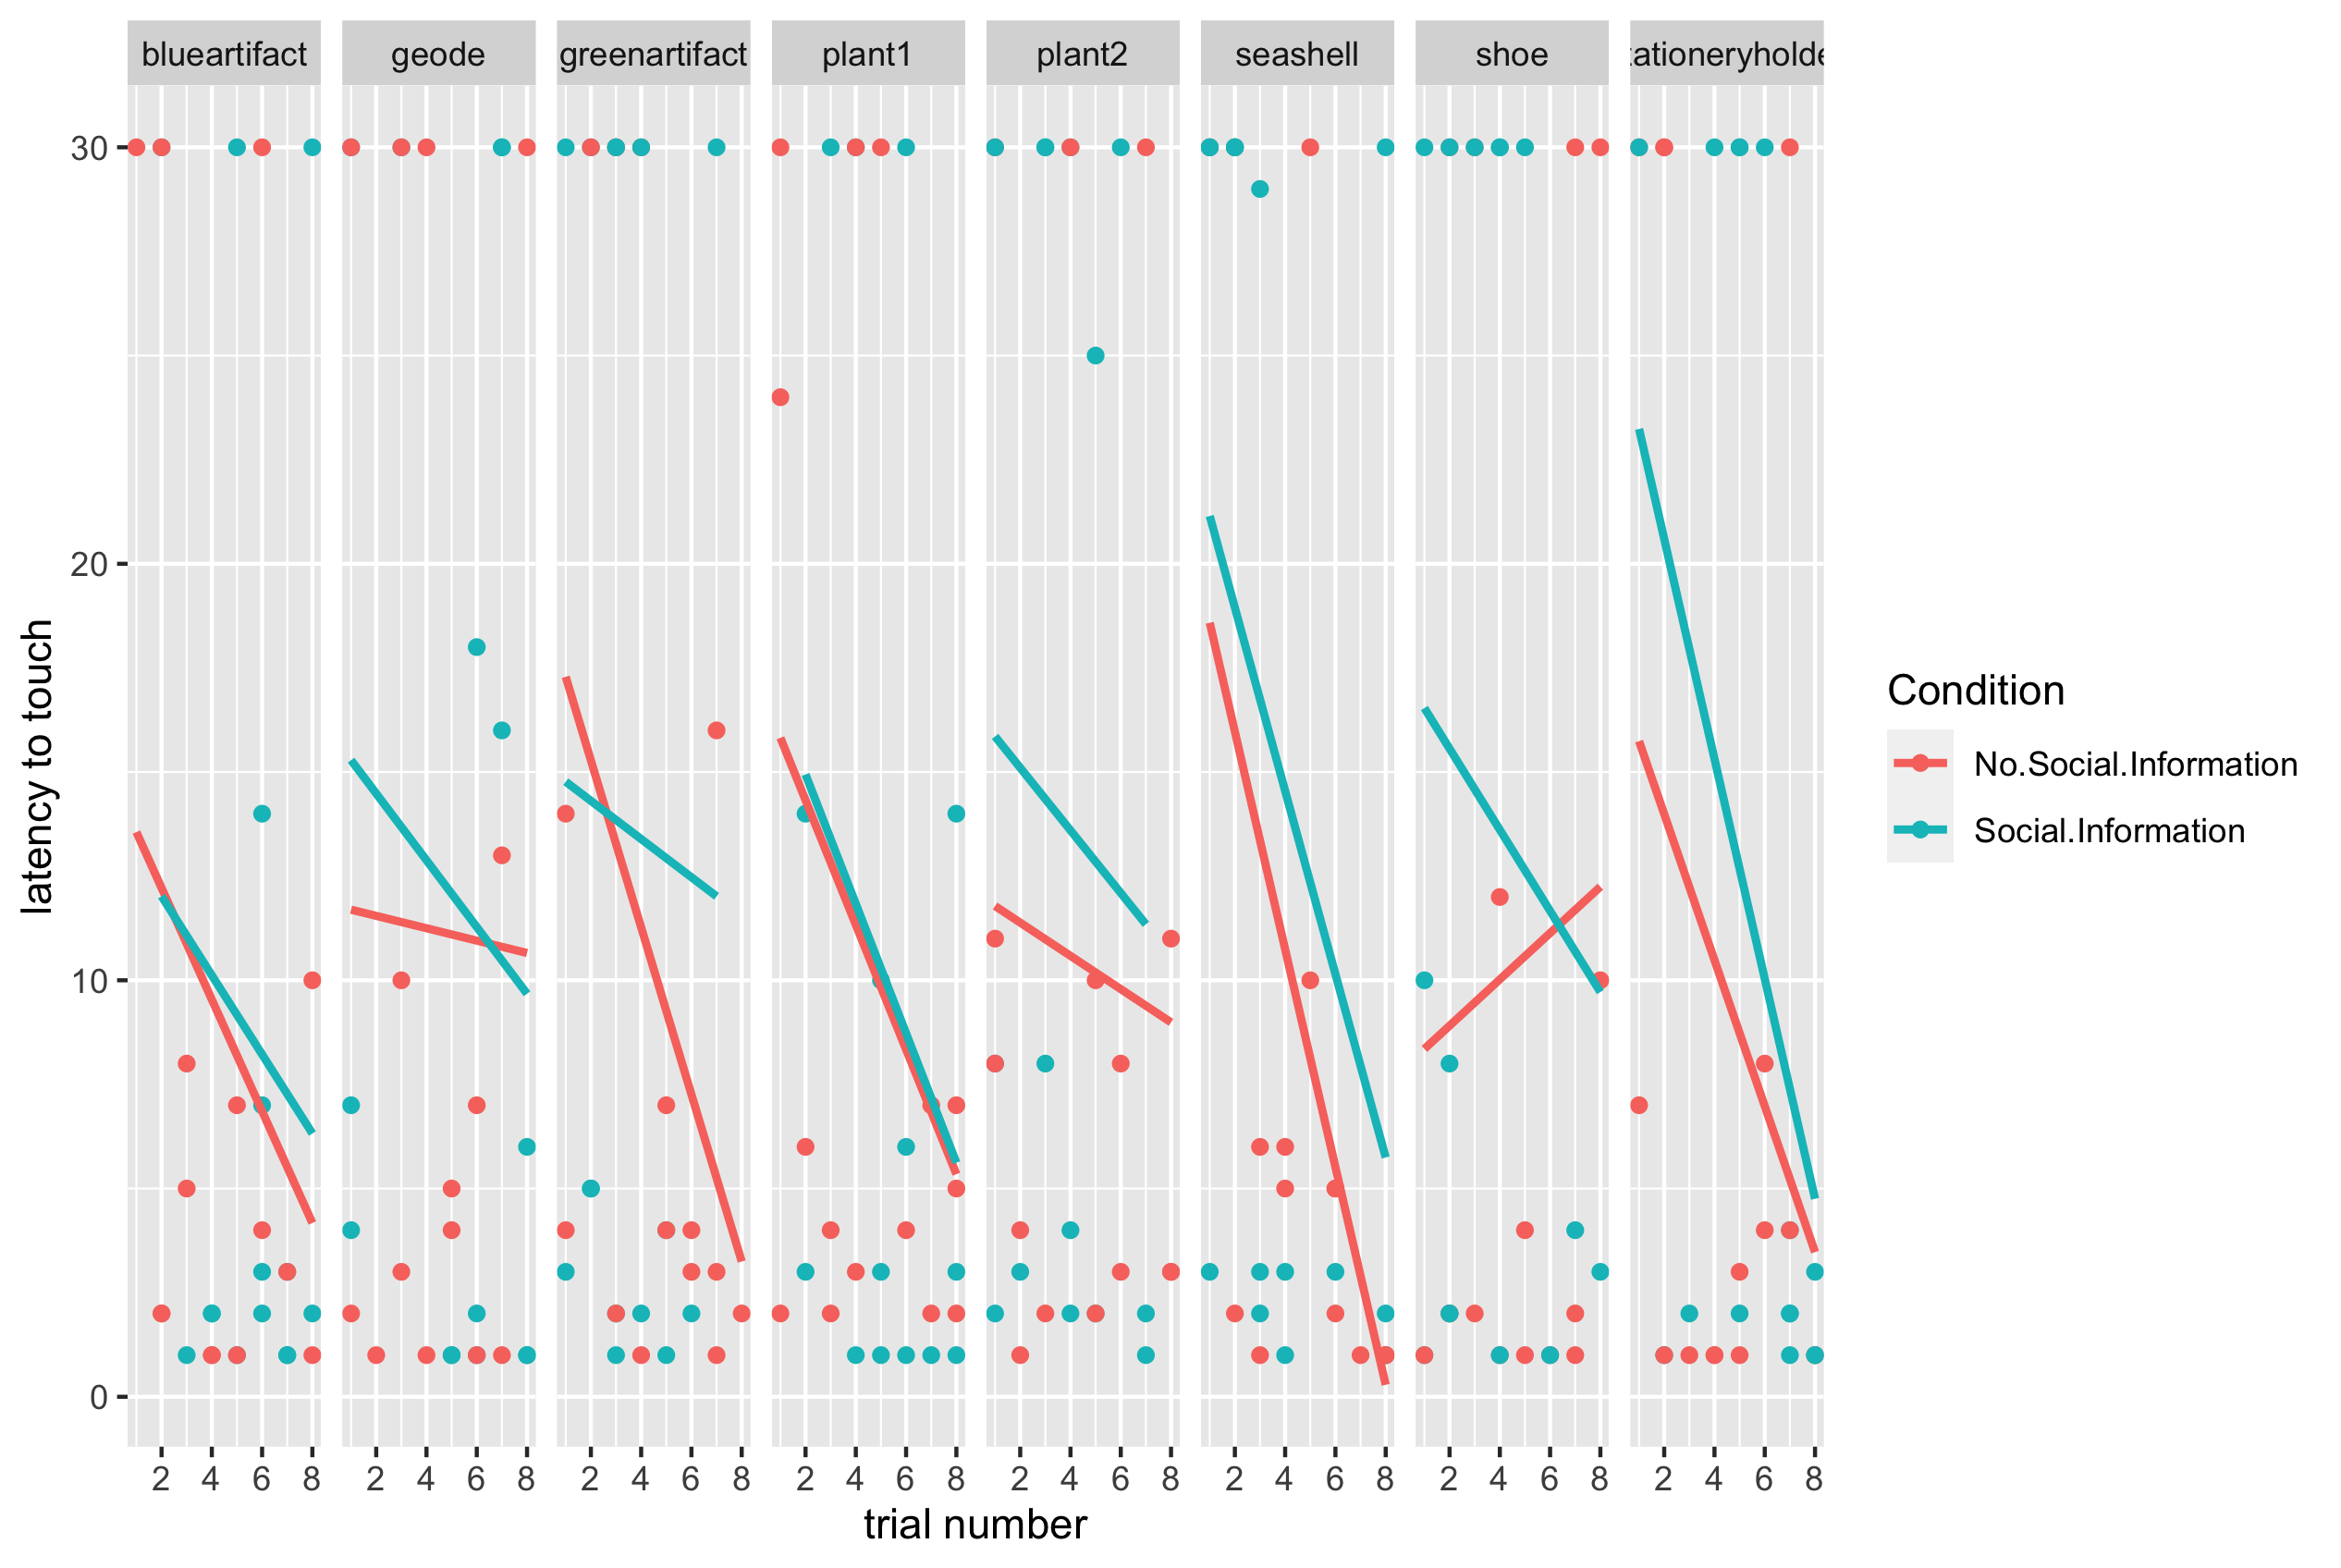 blueartifact geode greenartifact plant1 plant2 seashell shoe tationeryholde
30
20
10
0
latency to touch
2 4 6 8 2 4 6 8 2 4 6 8 2 4 6 8 2 4 6 8 2 4 6 8 2 4 6 8 2 4 6 8
trial number
Condition
No.Social.Information
Social.Information